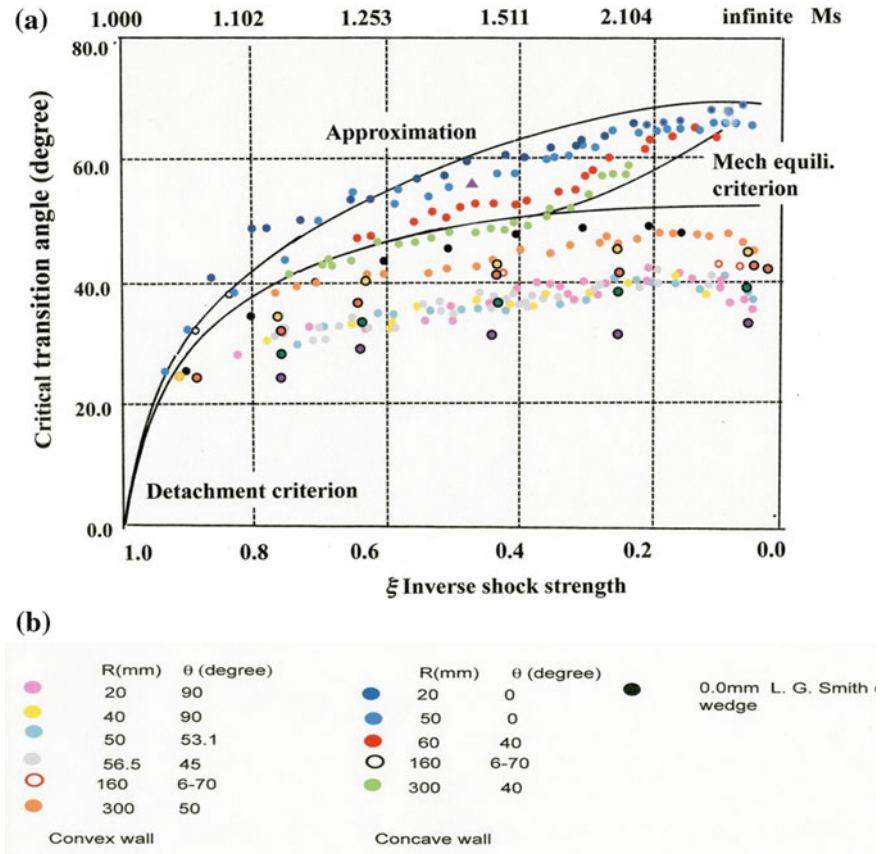 (a)
1.000 1.102 1.253 1.511 2.104 infinite Ms
80.0
60.0
40.0
20.0
0.0
Critical transition angle (degree)
Approximation
Mech equili.
criterion
Detachment criterion
1.0 0.8 0.6 0.4 0.2 0.0
ξ Inverse shock strength
(b)
R(mm) θ (degree)
20 90
40 90
50 53.1
56.5 45
160 6-70
300 50
Convex wall
R(mm) θ (degree)
20 0
50 0
60 40
160 6-70
300 40
Concave wall
0.0mm L. G. Smith
wedge